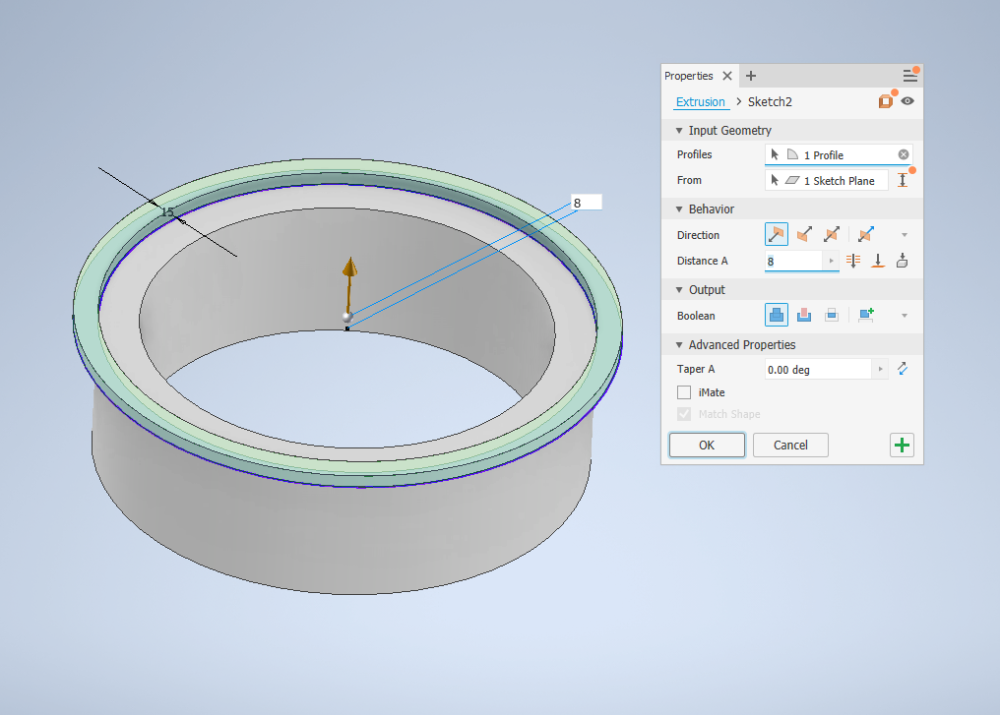 15
8
Properties
Extrusion > Sketch2
Input Geometry
Profiles 1 Profile
From 1 Sketch Plane
Behavior
Direction
Distance A 8
Output
Boolean
Advanced Properties
Taper A 0.00 deg
iMate
Match Shape
OK Cancel